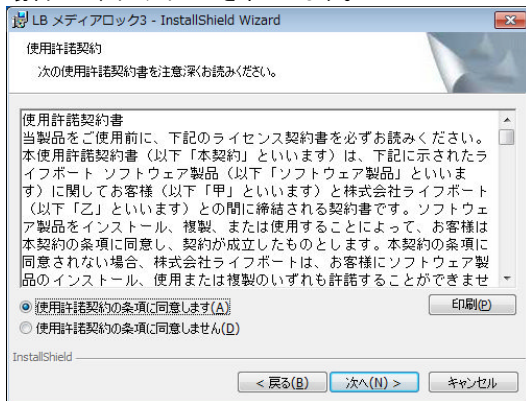 LB メディアロック3 - InstallShield Wizard
使用許諾契約
次の使用許諾契約書を注意深くお読みください。
使用許諾契約書
当製品をご使用前に、下記のライセンス契約書を必ずお読みください。
本使用許諾契約書（以下「本契約」といいます）は、下記に示されたラ
イフボート ソフトウェア製品（以下「ソフトウェア製品」といいま
す）に関してお客様（以下「甲」といいます）と株式会社ライフボート
（以下「乙」といいます）との間に締結される契約書です。ソフトウェ
ア製品をインストール、複製、または使用することによって、お客様は
本契約の条項に同意し、契約が成立したものとします。本契約の条項に
同意されない場合、株式会社ライフボートは、お客様にソフトウェア製
品のインストール、使用または複製のいずれも許諾することができませ
使用許諾契約の条項に同意します(A)
印刷(P)
使用許諾契約の条項に同意しません(D)
InstallShield
< 戻る(B)
次へ(N) >
キャンセル